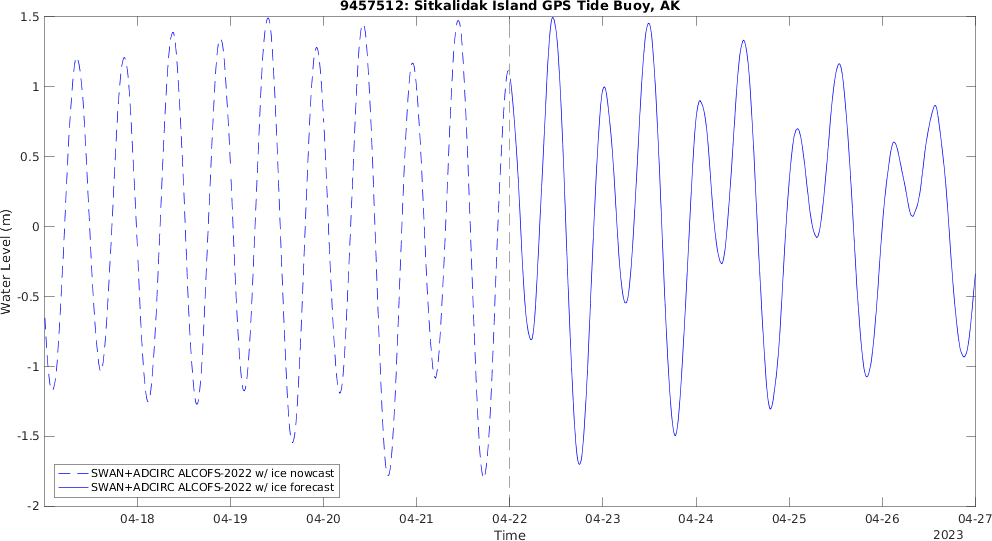 9457512: Sitkalidak Island GPS Tide Buoy, AK
1.5
1
0.5
0
-0.5
-1
-1.5
-2
Water Level (m)
SWAN+ADCIRC ALCOFS-2022 w/ ice nowcast
SWAN+ADCIRC ALCOFS-2022 w/ ice forecast
04-18 04-19 04-20 04-21 04-22 04-23 04-24 04-25 04-26 04-27
Time
2023